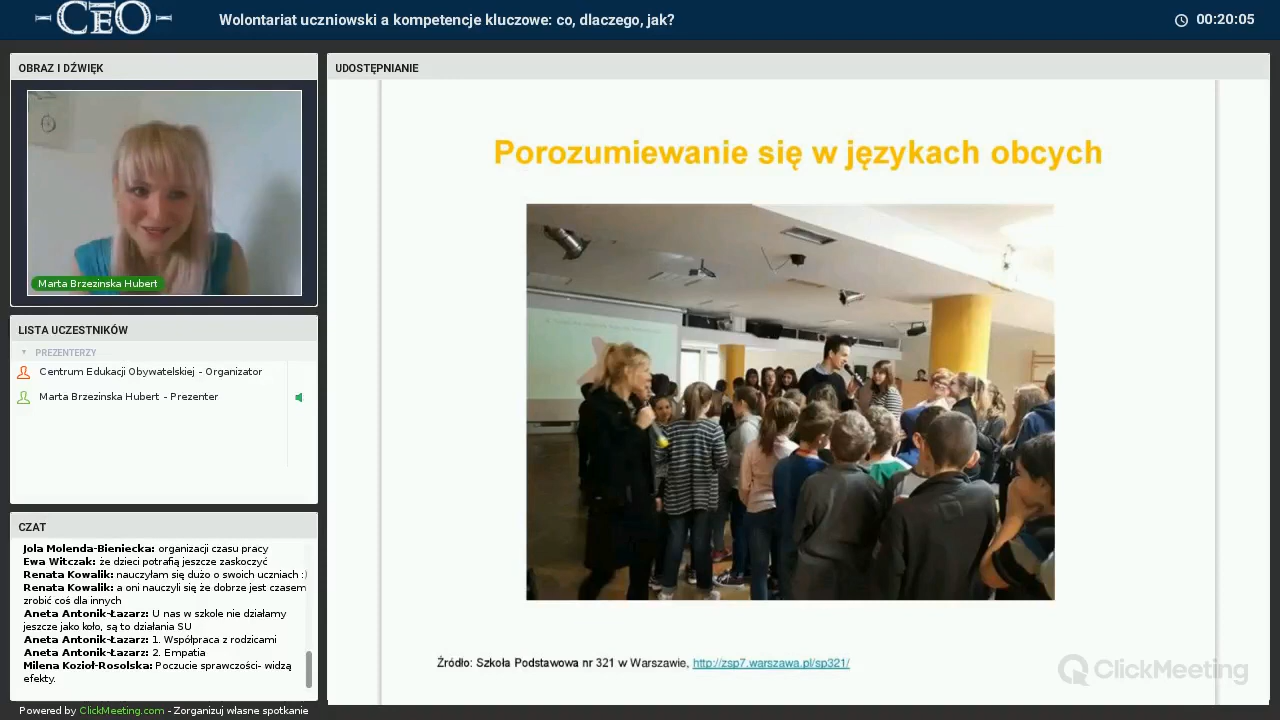 CEO
Wolontariat uczniowski a kompetencje kluczowe: co, dlaczego, jak?
00:20:05
OBRAZ I DŹWIĘK
Marta Brzezinska Hubert
LISTA UCZESTNIKÓW
PREZENTERZY
Centrum Edukacji Obywatelskiej - Organizator
Marta Brzezinska Hubert - Prezenter
CZAT
Jola Molenda-Bieniecka: organizacji czasu pracy
Ewa Witczak: że dzieci potrafią jeszcze zaskoczyć
Renata Kowalik: nauczyłam się dużo o swoich uczniach :)
Renata Kowalik: a oni nauczyli się że dobrze jest czasem
zrobić coś dla innych
Aneta Antonik-Łazarz: U nas w szkole nie działamy
jeszcze jako koło, są to działania SU
Aneta Antonik-Łazarz: 1. Współpraca z rodzicami
Aneta Antonik-Łazarz: 2. Empatia
Milena Kozioł-Rosolska: Poczucie sprawczości- widzą
efekty.
Powered by ClickMeeting.com - Zorganizuj własne spotkanie
UDOSTĘPNIANIE
Porozumiewanie się w językach obcych
Źródło: Szkoła Podstawowa nr 321 w Warszawie, http://zsp7.warszawa.pl/sp321/
ClickMeeting